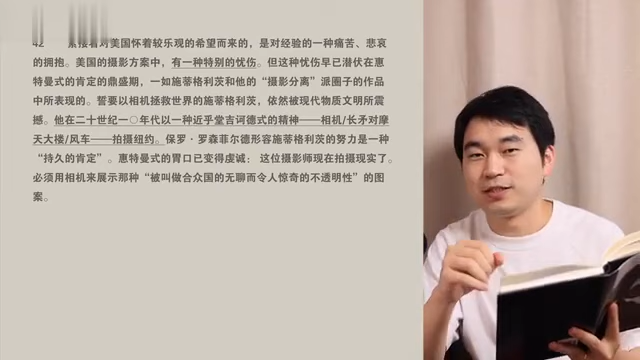 42 紧接着对美国怀着较乐观的希望而来的，是对经验的一种痛苦、悲哀
的拥抱。美国的摄影方案中，有一种特别的忧伤。但这种忧伤早已潜伏在惠
特曼式的肯定的鼎盛期，一如施蒂格利茨和他的“摄影分离”派圈子的作品
中所表现的。誓要以相机拯救世界的施蒂格利茨，依然被现代物质文明所震
撼。他在二十世纪一〇年代以一种近乎堂吉诃德式的精神——相机/长矛对摩
天大楼/风车——拍摄纽约。保罗·罗森菲尔德形容施蒂格利茨的努力是一种
“持久的肯定”。惠特曼式的胃口已变得虔诚：这位摄影师现在拍摄现实了。
必须用相机来展示那种“被叫做合众国的无聊而令人惊奇的不透明性”的图
案。